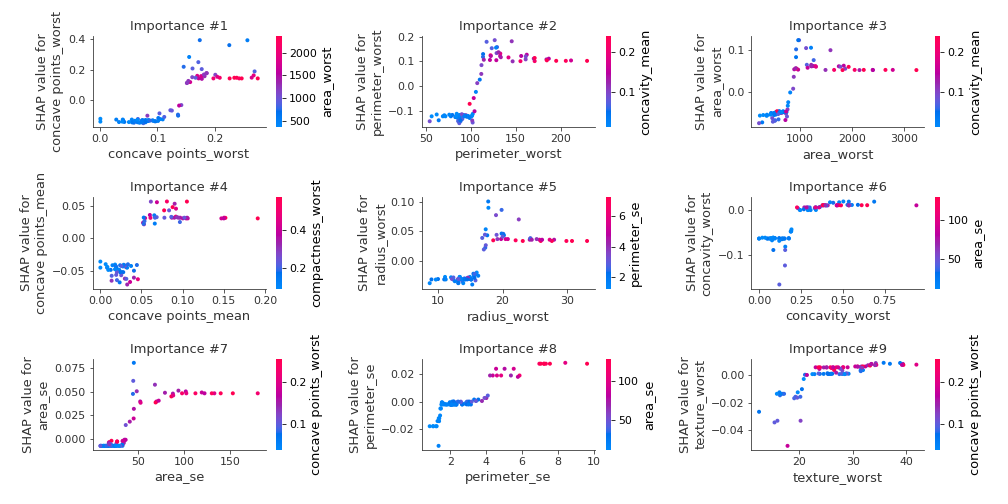 Importance #1
SHAP value for
concave points_worst
0.4
0.2
0.0
0.0
0.1
0.2
concave points_worst
2000
1500
1000
500
area_worst
Importance #2
SHAP value for
perimeter_worst
0.2
0.1
0.0
−0.1
50
100
150
200
perimeter_worst
0.2
0.1
concavity_mean
Importance #3
SHAP value for
area_worst
0.1
0.0
1000
2000
3000
area_worst
0.2
0.1
concavity_mean
Importance #4
SHAP value for
concave points_mean
0.05
0.00
−0.05
0.00
0.05
0.10
0.15
0.20
concave points_mean
0.4
0.2
compactness_worst
Importance #5
SHAP value for
radius_worst
0.10
0.05
0.00
10
20
30
radius_worst
6
4
2
perimeter_se
Importance #6
SHAP value for
concavity_worst
0.0
−0.1
0.00
0.25
0.50
0.75
concavity_worst
100
50
area_se
Importance #7
SHAP value for
area_se
0.075
0.050
0.025
0.000
50
100
150
area_se
0.2
0.1
concave points_worst
Importance #8
SHAP value for
perimeter_se
0.02
0.00
−0.02
2
4
6
8
10
perimeter_se
100
50
area_se
Importance #9
SHAP value for
texture_worst
0.00
−0.02
−0.04
20
30
40
texture_worst
0.2
0.1
concave points_worst